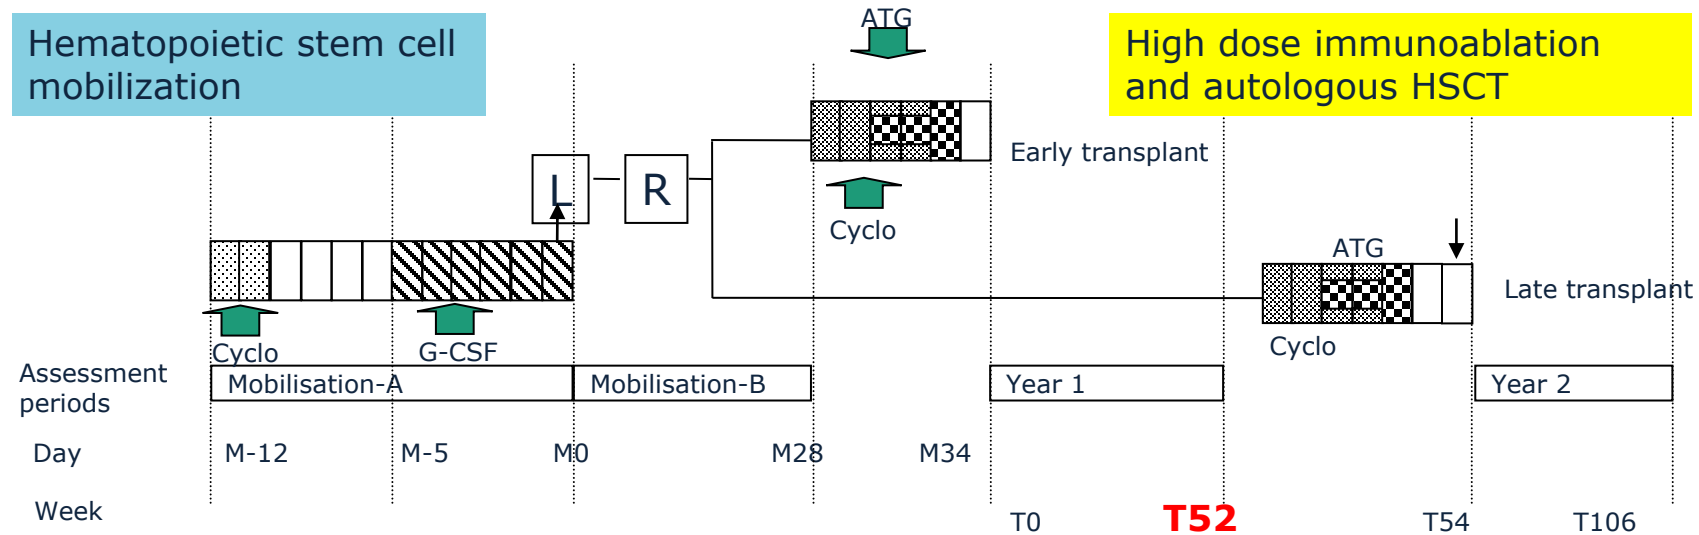 Hematopoietic stem cell
mobilization
ATG
High dose immunoablation
and autologous HSCT
Early transplant
L
R
Cyclo
ATG
Late transplant
Cyclo
G-CSF
Cyclo
Assessment
periods
Mobilisation-A
Mobilisation-B
Year 1
Year 2
Day
M-12
M-5
M0
M28
M34
Week
T0
T52
T54
T106